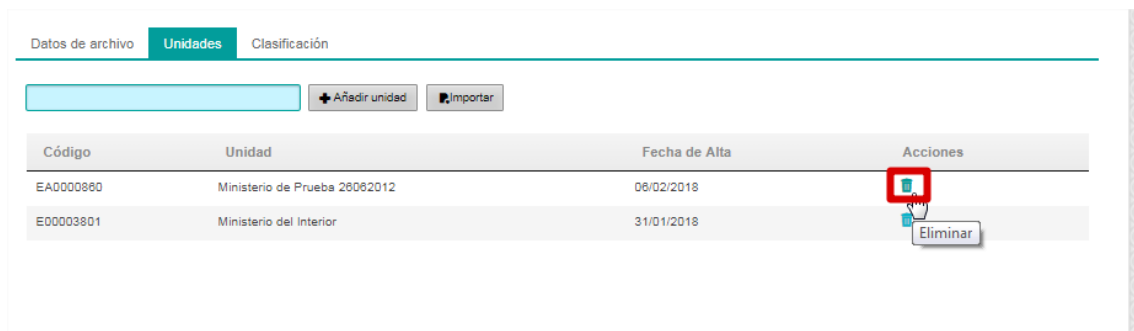 Datos de archivo Unidades Clasificación
Añadir unidad Importar
Código Unidad Fecha de Alta Acciones
EA0000860 Ministerio de Prueba 26062012 06/02/2018
E00003801 Ministerio del Interior 31/01/2018
Eliminar